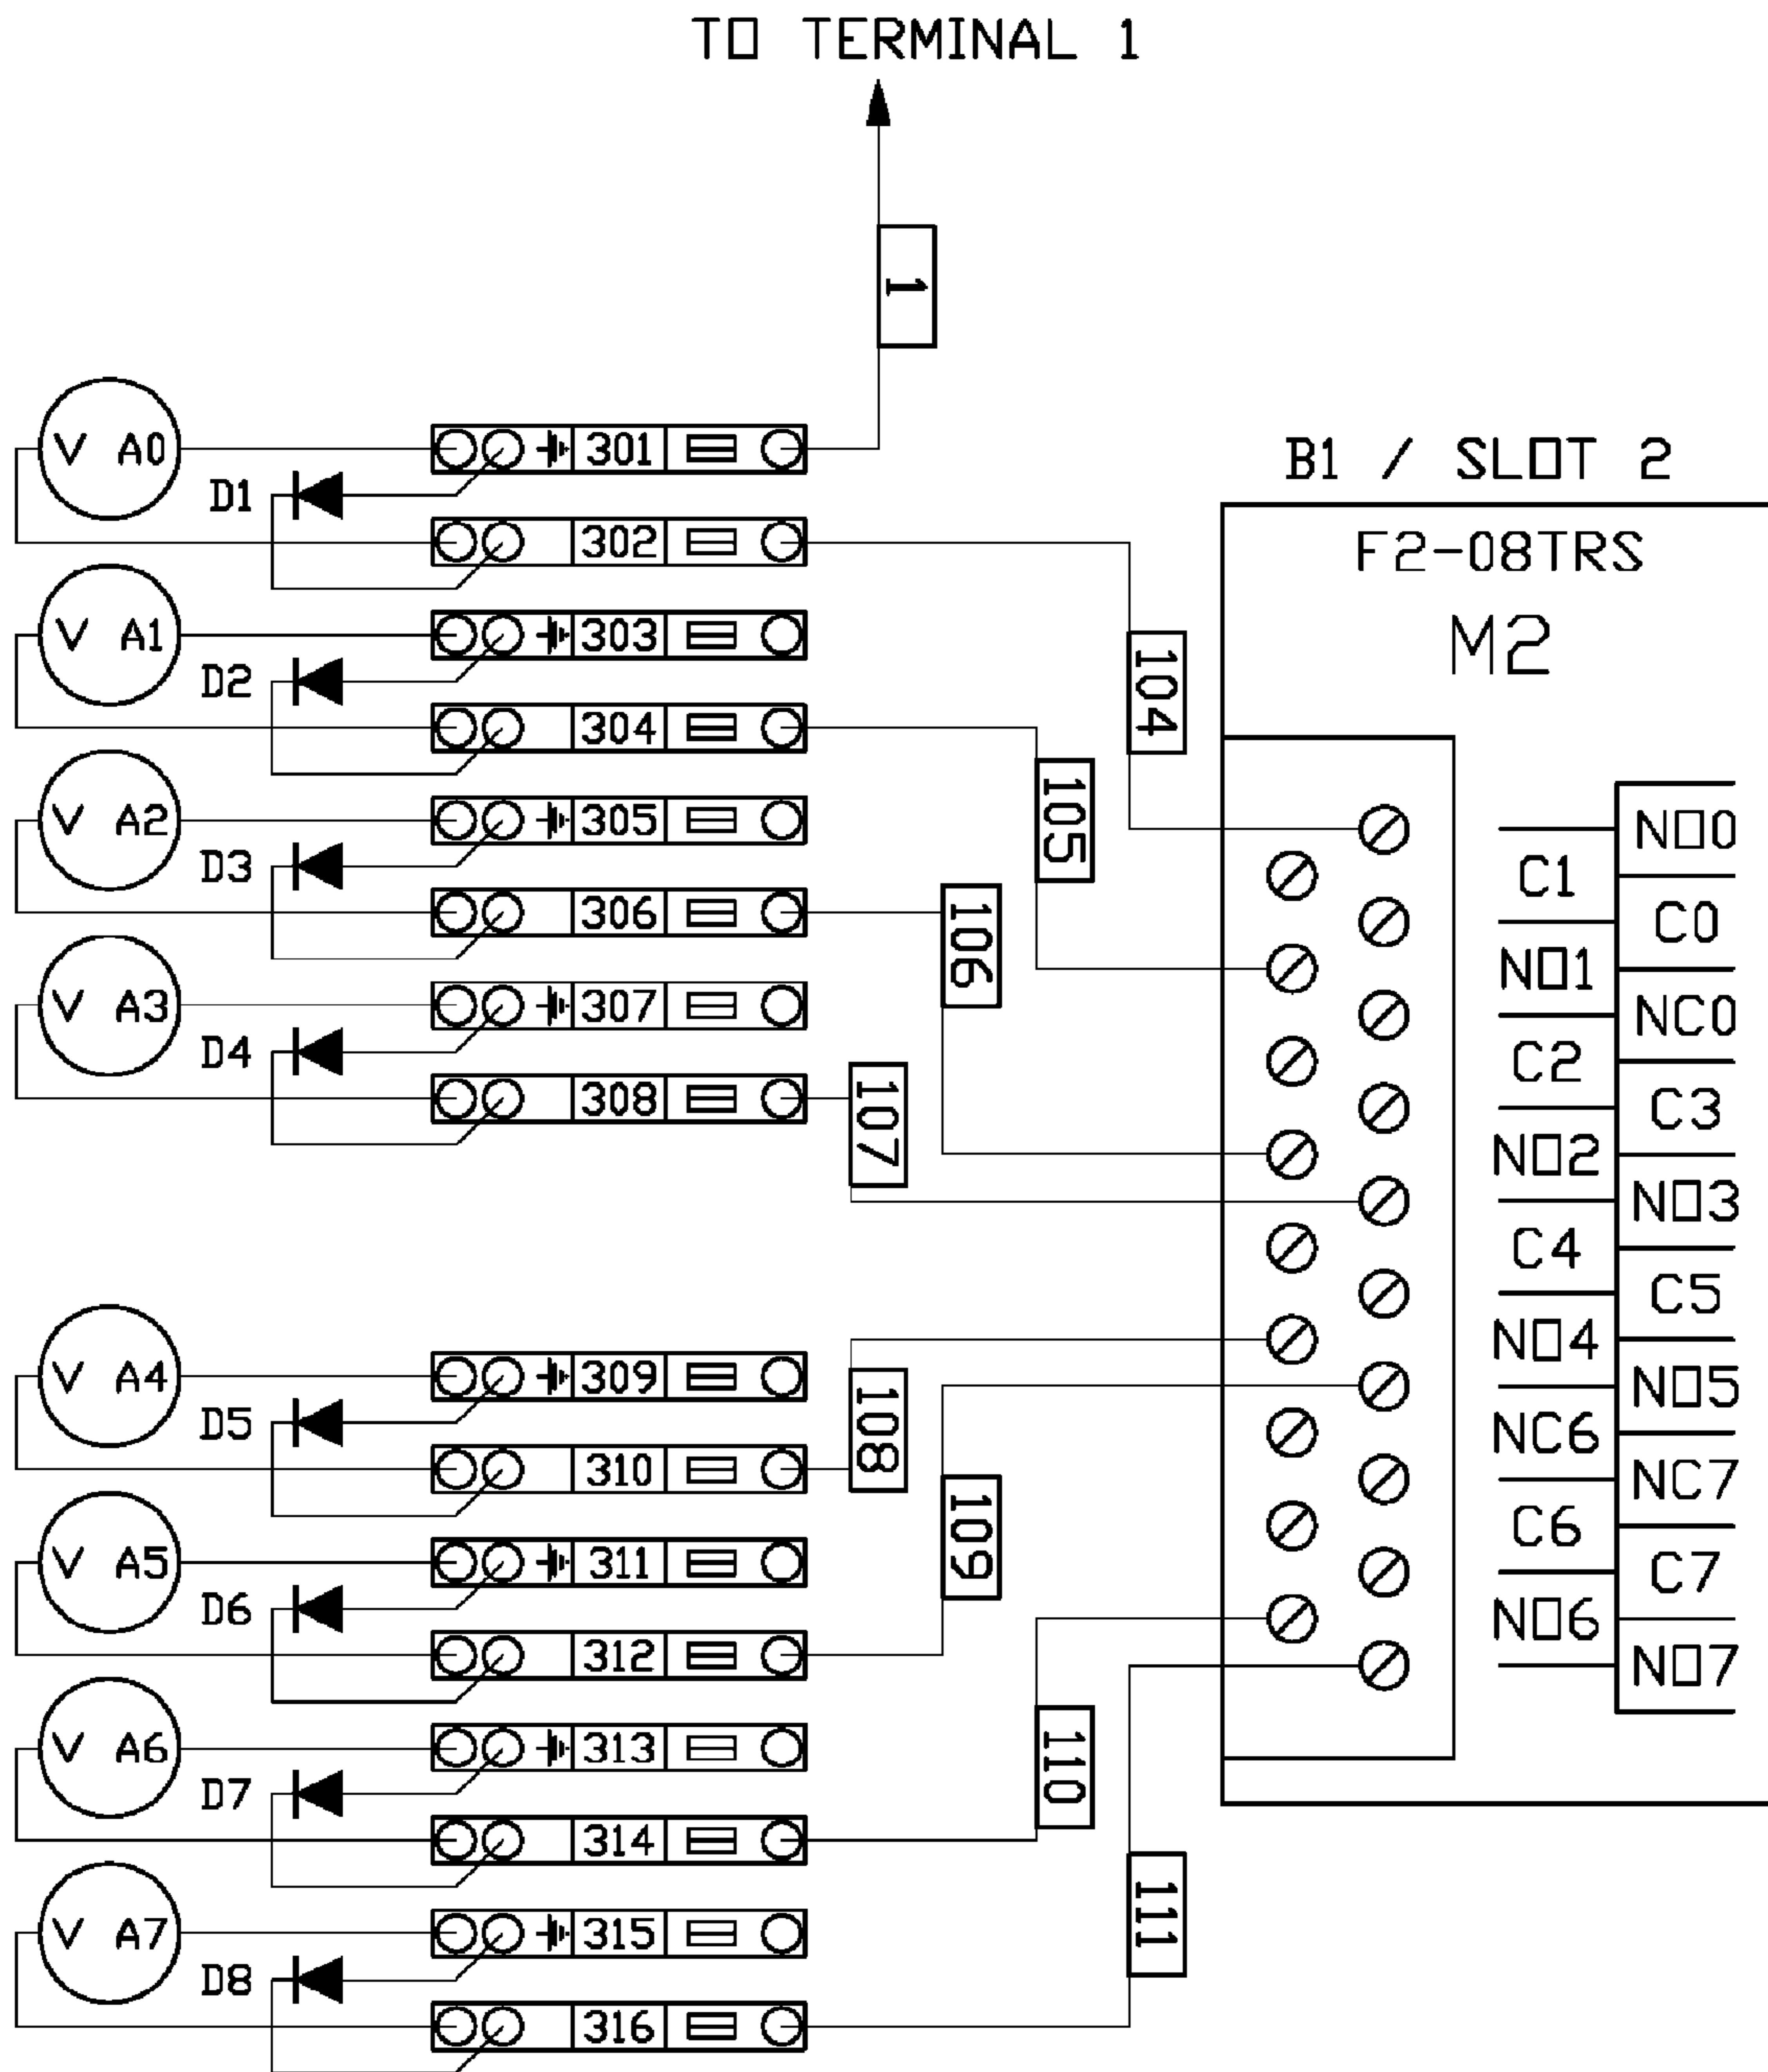 TO TERMINAL 1
1
V A0
301
B1 / SLOT 2
D1
302
F2-08TRS
V A1
303
M2
D2
104
304
105
V A2
305
NO0
D3
C1
306
106
C0
NO1
V A3
307
NC0
D4
C2
308
107
C3
NO2
NO3
C4
C5
NO4
V A4
309
NO5
D5
108
NC6
310
NC7
109
C6
V A5
311
C7
D6
NO6
312
NO7
V A6
313
D7
110
314
111
V A7
315
D8
316